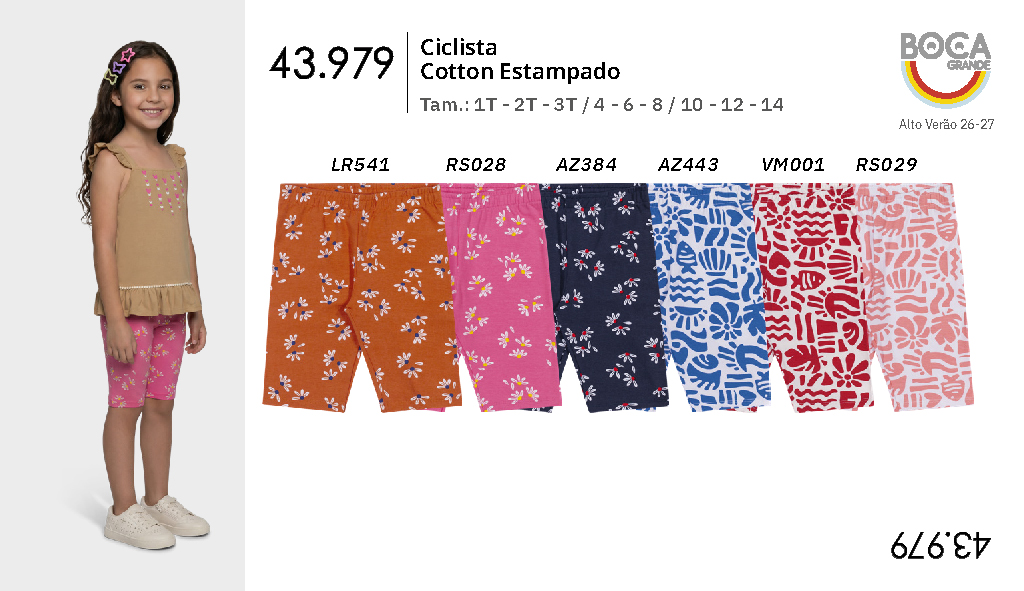 43.979
Ciclista
Cotton Estampado
Tam.: 1T - 2T - 3T / 4 - 6 - 8 / 10 - 12 - 14
BOCA
GRANDE
Alto Verão 26-27
LR541 RS028 AZ384 AZ443 VM001 RS029
43.979